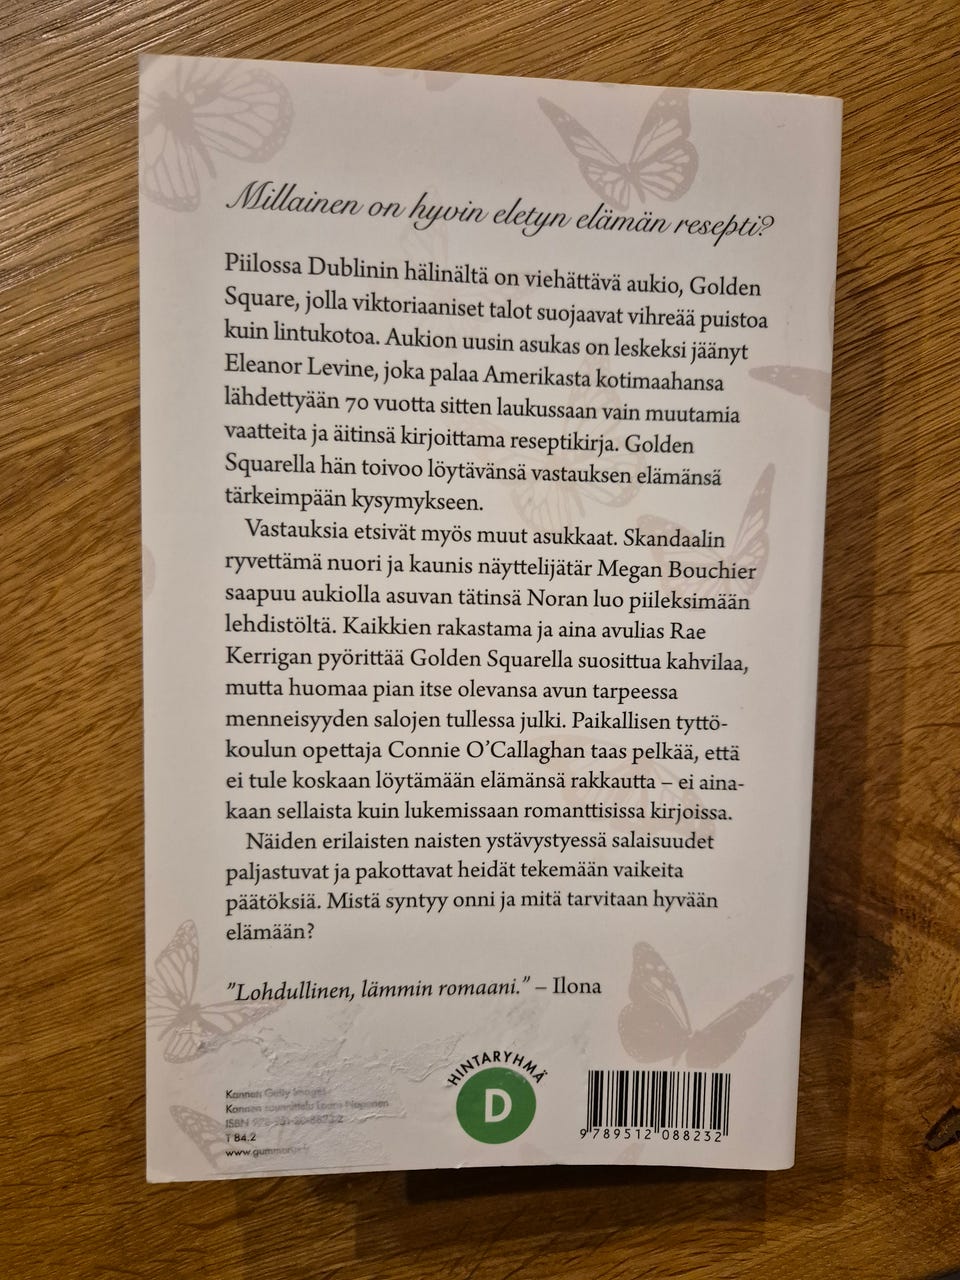 Millainen on hyvin eletyn elämän resepti?
Piilossa Dublinin hälinältä on viehättävä aukio, Golden
Square, jolla viktoriaaniset talot suojaavat vihreää puistoa
kuin lintukotoa. Aukion uusin asukas on leskeksi jäänyt
Eleanor Levine, joka palaa Amerikasta kotimaahansa
lähdettyään 70 vuotta sitten laukussaan vain muutamia
vaatteita ja äitinsä kirjoittama reseptikirja. Golden
Squarella hän toivoo löytävänsä vastauksen elämänsä
tärkeimpään kysymykseen.
Vastauksia etsivät myös muut asukkaat. Skandaalin
ryvettämä nuori ja kaunis näyttelijätär Megan Bouchier
saapuu aukiolla asuvan tätinsä Noran luo piileksimään
lehdistöltä. Kaikkien rakastama ja aina avulias Rae
Kerrigan pyörittää Golden Squarella suosittua kahvilaa,
mutta huomaa pian itse olevansa avun tarpeessa
menneisyyden salojen tullessa julki. Paikallisen tyttö-
koulun opettaja Connie O'Callaghan taas pelkää, että
ei tule koskaan löytämään elämänsä rakkautta – ei aina-
kaan sellaista kuin lukemissaan romanttisissa kirjoissa.
Näiden erilaisten naisten ystävystyessä salaisuudet
paljastuvat ja pakottavat heidät tekemään vaikeita
päätöksiä. Mistä syntyy onni ja mitä tarvitaan hyvään
elämään?
"Lohdullinen, lämmin romaani." – Ilona
HINTARYHMÄ
D
Kannen Getty Images
Kannen suunnittelu Laura Noponen
ISBN
T 84.2
9789512088232